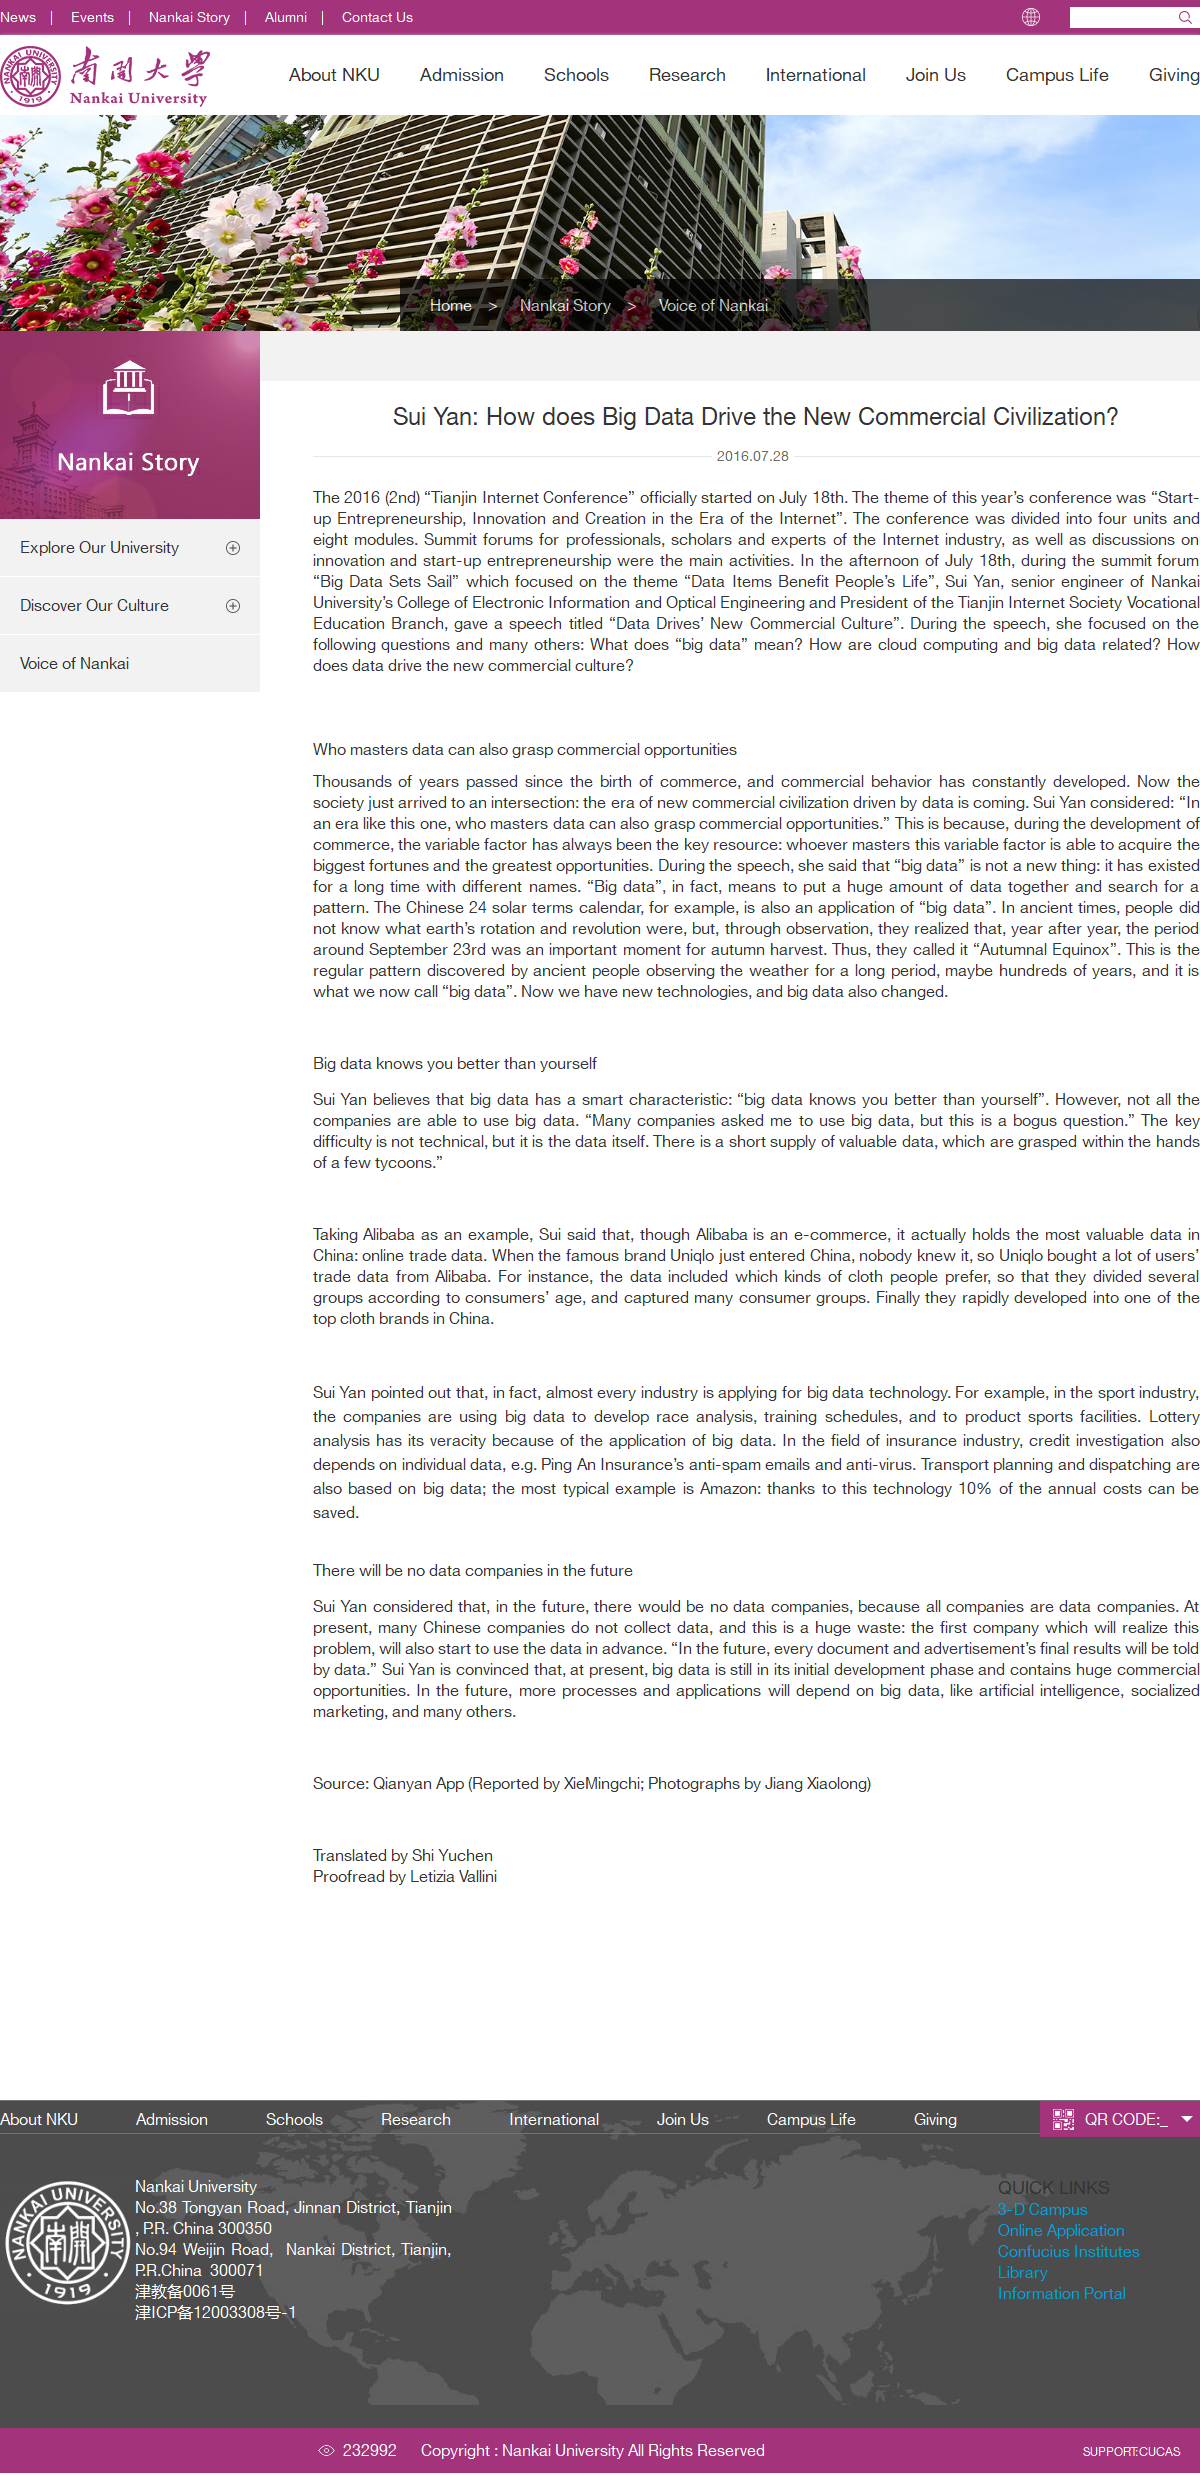 News | Events | Nankai Story | Alumni | Contact Us
NANKAI UNIVERSITY
1919
南開大學
Nankai University
About NKU Admission Schools Research International Join Us Campus Life Giving
Home > Nankai Story > Voice of Nankai
Nankai Story
Explore Our University
Discover Our Culture
Voice of Nankai
Sui Yan: How does Big Data Drive the New Commercial Civilization?
2016.07.28
The 2016 (2nd) “Tianjin Internet Conference” officially started on July 18th. The theme of this year’s conference was “Start-
up Entrepreneurship, Innovation and Creation in the Era of the Internet”. The conference was divided into four units and
eight modules. Summit forums for professionals, scholars and experts of the Internet industry, as well as discussions on
innovation and start-up entrepreneurship were the main activities. In the afternoon of July 18th, during the summit forum
“Big Data Sets Sail” which focused on the theme “Data Items Benefit People’s Life”, Sui Yan, senior engineer of Nankai
University’s College of Electronic Information and Optical Engineering and President of the Tianjin Internet Society Vocational
Education Branch, gave a speech titled “Data Drives’ New Commercial Culture”. During the speech, she focused on the
following questions and many others: What does “big data” mean? How are cloud computing and big data related? How
does data drive the new commercial culture?
Who masters data can also grasp commercial opportunities
Thousands of years passed since the birth of commerce, and commercial behavior has constantly developed. Now the
society just arrived to an intersection: the era of new commercial civilization driven by data is coming. Sui Yan considered: “In
an era like this one, who masters data can also grasp commercial opportunities.” This is because, during the development of
commerce, the variable factor has always been the key resource: whoever masters this variable factor is able to acquire the
biggest fortunes and the greatest opportunities. During the speech, she said that “big data” is not a new thing: it has existed
for a long time with different names. “Big data”, in fact, means to put a huge amount of data together and search for a
pattern. The Chinese 24 solar terms calendar, for example, is also an application of “big data”. In ancient times, people did
not know what earth’s rotation and revolution were, but, through observation, they realized that, year after year, the period
around September 23rd was an important moment for autumn harvest. Thus, they called it “Autumnal Equinox”. This is the
regular pattern discovered by ancient people observing the weather for a long period, maybe hundreds of years, and it is
what we now call “big data”. Now we have new technologies, and big data also changed.
Big data knows you better than yourself
Sui Yan believes that big data has a smart characteristic: “big data knows you better than yourself”. However, not all the
companies are able to use big data. “Many companies asked me to use big data, but this is a bogus question.” The key
difficulty is not technical, but it is the data itself. There is a short supply of valuable data, which are grasped within the hands
of a few tycoons.”
Taking Alibaba as an example, Sui said that, though Alibaba is an e-commerce, it actually holds the most valuable data in
China: online trade data. When the famous brand Uniqlo just entered China, nobody knew it, so Uniqlo bought a lot of users’
trade data from Alibaba. For instance, the data included which kinds of cloth people prefer, so that they divided several
groups according to consumers’ age, and captured many consumer groups. Finally they rapidly developed into one of the
top cloth brands in China.
Sui Yan pointed out that, in fact, almost every industry is applying for big data technology. For example, in the sport industry,
the companies are using big data to develop race analysis, training schedules, and to product sports facilities. Lottery
analysis has its veracity because of the application of big data. In the field of insurance industry, credit investigation also
depends on individual data, e.g. Ping An Insurance’s anti-spam emails and anti-virus. Transport planning and dispatching are
also based on big data; the most typical example is Amazon: thanks to this technology 10% of the annual costs can be
saved.
There will be no data companies in the future
Sui Yan considered that, in the future, there would be no data companies, because all companies are data companies. At
present, many Chinese companies do not collect data, and this is a huge waste: the first company which will realize this
problem, will also start to use the data in advance. “In the future, every document and advertisement’s final results will be told
by data.” Sui Yan is convinced that, at present, big data is still in its initial development phase and contains huge commercial
opportunities. In the future, more processes and applications will depend on big data, like artificial intelligence, socialized
marketing, and many others.
Source: Qianyan App (Reported by XieMingchi; Photographs by Jiang Xiaolong)
Translated by Shi Yuchen
Proofread by Letizia Vallini
About NKU Admission Schools Research International Join Us Campus Life Giving
QR CODE:_
NANKAI UNIVERSITY
1919
Nankai University
No.38 Tongyan Road, Jinnan District, Tianjin
, P.R. China 300350
No.94 Weijin Road, Nankai District, Tianjin,
P.R.China 300071
津教备0061号
津ICP备12003308号-1
QUICK LINKS
3-D Campus
Online Application
Confucius Institutes
Library
Information Portal
232992 Copyright : Nankai University All Rights Reserved
SUPPORT:CUCAS